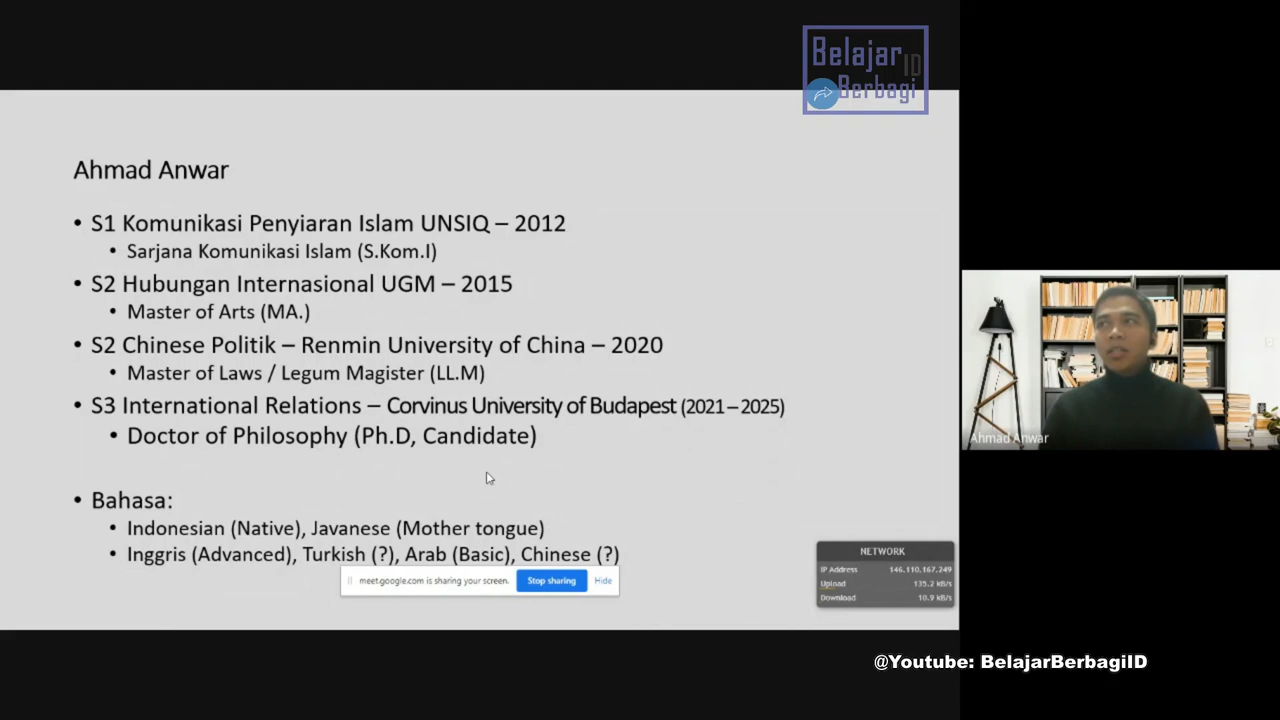 Belajar
ID
Berbagi
Ahmad Anwar
• S1 Komunikasi Penyiaran Islam UNSIQ – 2012
• Sarjana Komunikasi Islam (S.Kom.I)
• S2 Hubungan Internasional UGM – 2015
• Master of Arts (MA.)
• S2 Chinese Politik – Renmin University of China – 2020
• Master of Laws / Legum Magister (LL.M)
• S3 International Relations – Corvinus University of Budapest (2021 – 2025)
• Doctor of Philosophy (Ph.D, Candidate)
• Bahasa:
• Indonesian (Native), Javanese (Mother tongue)
• Inggris (Advanced), Turkish (?), Arab (Basic), Chinese (?)
meet.google.com is sharing your screen. Stop sharing Hide
NETWORK
IP Address 146.110.167.249
Upload 135.2 kB/s
Download 10.9 kB/s
Ahmad Anwar
@Youtube: BelajarBerbagiID